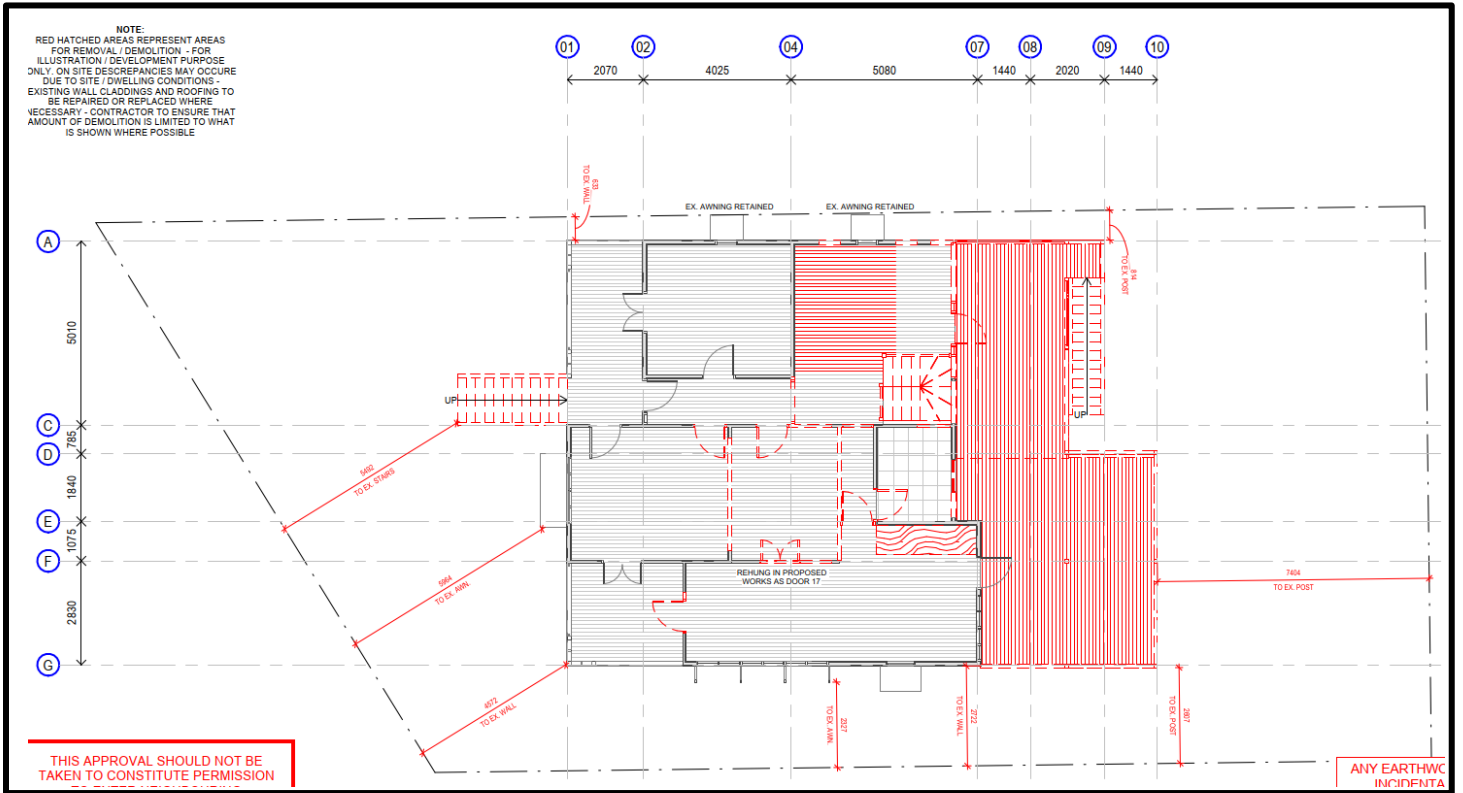 NOTE:
RED HATCHED AREAS REPRESENT AREAS
FOR REMOVAL / DEMOLITION - FOR
ILLUSTRATION / DEVELOPMENT PURPOSE
ONLY. ON SITE DESCREPANCIES MAY OCCURE
DUE TO SITE / DWELLING CONDITIONS -
EXISTING WALL CLADDINGS AND ROOFING TO
BE REPAIRED OR REPLACED WHERE
NECESSARY - CONTRACTOR TO ENSURE THAT
AMOUNT OF DEMOLITION IS LIMITED TO WHAT
IS SHOWN WHERE POSSIBLE
01 02 04 07 08 09 10
2070 4025 5080 1440 2020 1440
633
TO EX. WALL
EX. AWNING RETAINED
EX. AWNING RETAINED
814
TO EX. POST
A
5010
C
785
D
1840
E
1075
F
2830
G
UP
UP
5492
TO EX. STAIRS
5964
TO EX. AWN.
4572
TO EX. WALL
REHUNG IN PROPOSED
WORKS AS DOOR 17
7404
TO EX. POST
2327
TO EX. AWN.
2722
TO EX. WALL
2807
TO EX. POST
THIS APPROVAL SHOULD NOT BE
TAKEN TO CONSTITUTE PERMISSION
TO ENTER NEIGHBOURING
ANY EARTHWO
INCIDENTA